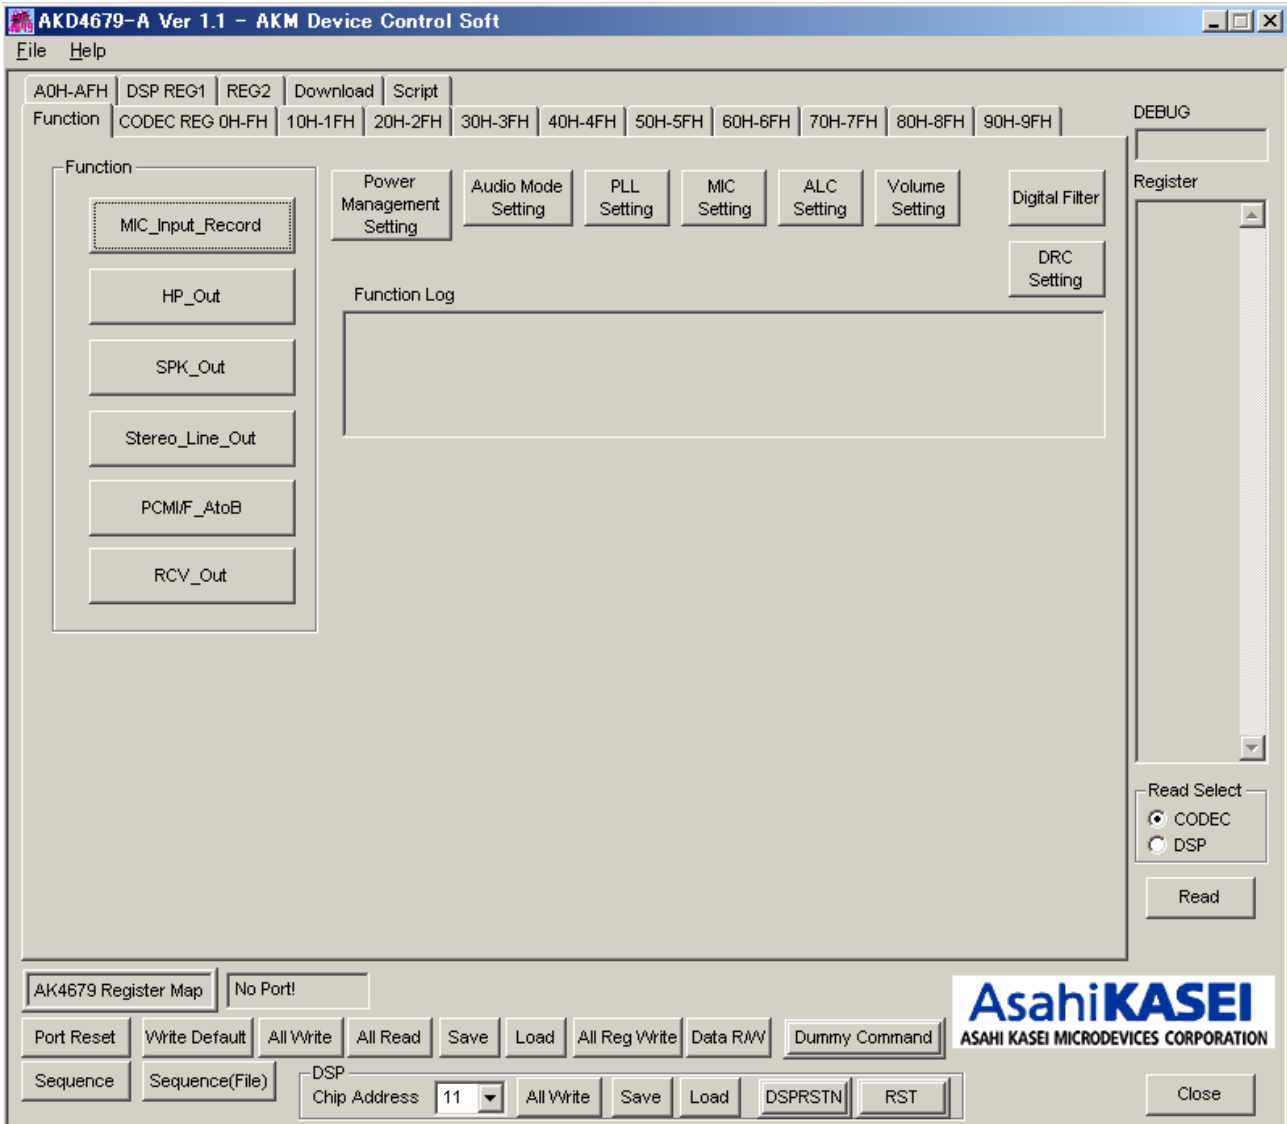 AKD4679-A Ver 1.1 - AKM Device Control Soft
File Help
A0H-AFH DSP REG1 REG2 Download Script
Function CODEC REG 0H-FH 10H-1FH 20H-2FH 30H-3FH 40H-4FH 50H-5FH 60H-6FH 70H-7FH 80H-8FH 90H-9FH
DEBUG
Function
MIC_Input_Record
HP_Out
SPK_Out
Stereo_Line_Out
PCMI/F_AtoB
RCV_Out
Power
Management
Setting
Audio Mode
Setting
PLL
Setting
MIC
Setting
ALC
Setting
Volume
Setting
Digital Filter
DRC
Setting
Function Log
Register
Read Select
CODEC
DSP
Read
AK4679 Register Map No Port!
AsahiKASEI
ASAHI KASEI MICRODEVICES CORPORATION
Port Reset Write Default All Write All Read Save Load All Reg Write Data R/W Dummy Command
Sequence Sequence(File)
DSP
Chip Address 11 All Write Save Load DSPRSTN RST
Close